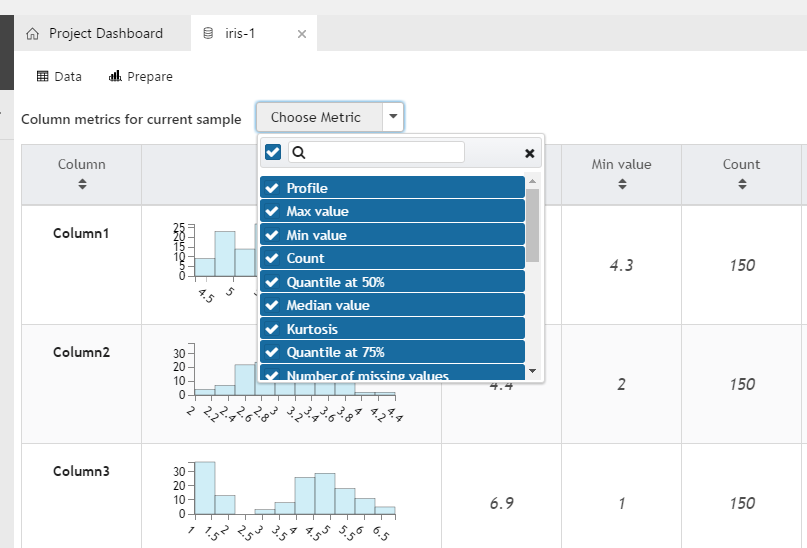 Project Dashboard
iris-1
Data
Prepare
Column metrics for current sample
Choose Metric
Column
Min value
Count
Profile
Max value
Min value
Count
Quantile at 50%
Median value
Kurtosis
Quantile at 75%
Number of missing values
Column1
25
20
15
10
5
0
4.5
5
4.3
150
Column2
30
20
10
0
2
2.2
2.4
2.6
2.8
3
3.2
3.4
3.6
3.8
4
4.2
4.4
4.4
2
150
Column3
30
20
10
0
1
1.5
2
2.5
3
3.5
4
4.5
5
5.5
6
6.5
6.9
1
150